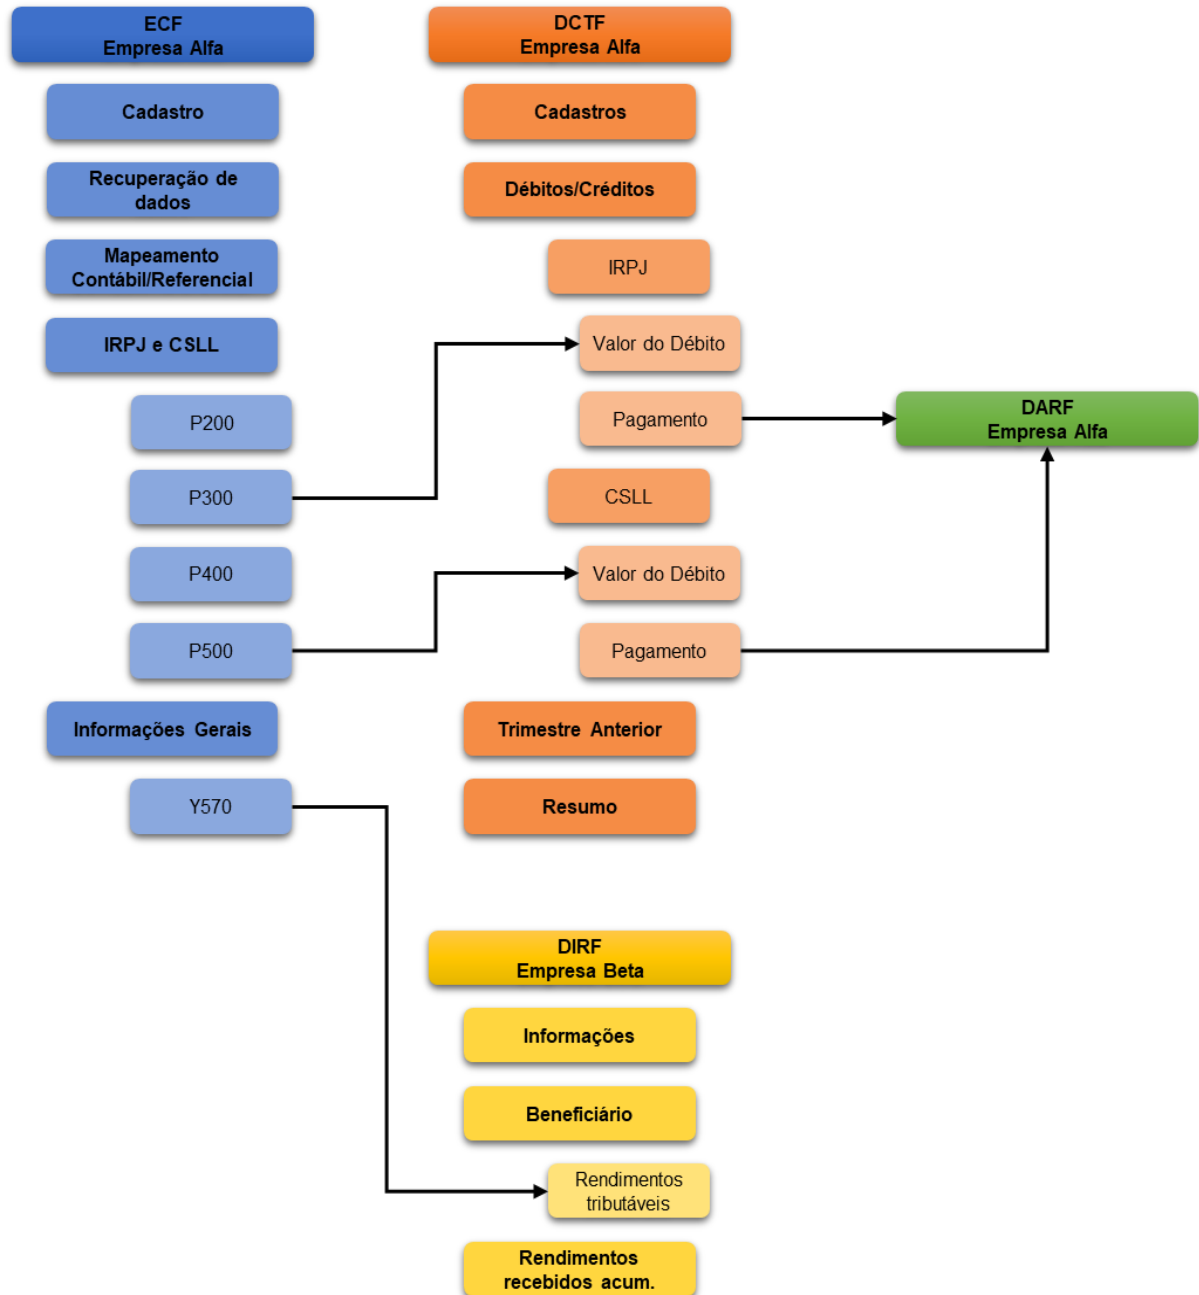 ECF
Empresa Alfa
Cadastro
Recuperação de
dados
Mapeamento
Contábil/Referencial
IRPJ e CSLL
P200
P300
P400
P500
Informações Gerais
Y570
DCTF
Empresa Alfa
Cadastros
Débitos/Créditos
IRPJ
Valor do Débito
Pagamento
CSLL
Valor do Débito
Pagamento
Trimestre Anterior
Resumo
DARF
Empresa Alfa
DIRF
Empresa Beta
Informações
Beneficiário
Rendimentos
tributáveis
Rendimentos
recebidos acum.